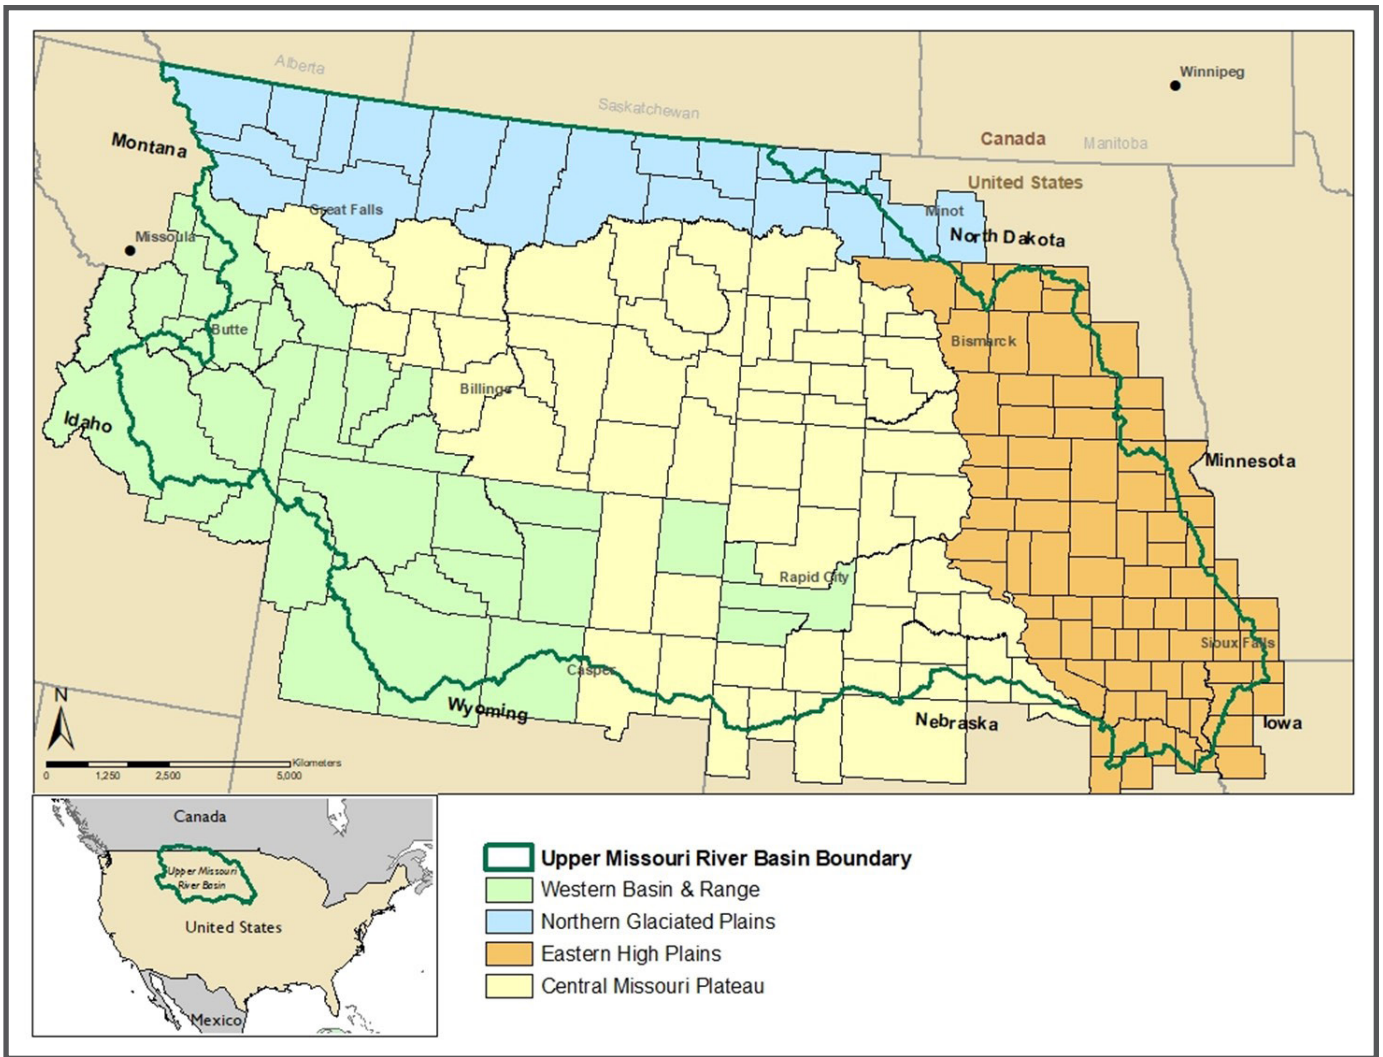 Alberta
Winnipeg
Saskatchewan
Canada
Manitoba
Montana
United States
Great Falls
Minot
Missoula
North Dakota
Butte
Bismarck
Billings
Idaho
Minnesota
Rapid City
Sioux Falls
Casper
Wyoming
Nebraska
Iowa
N
Kilometers
0 1,250 2,500 5,000
Canada
Upper Missouri
River Basin
United States
Mexico
Upper Missouri River Basin Boundary
Western Basin & Range
Northern Glaciated Plains
Eastern High Plains
Central Missouri Plateau